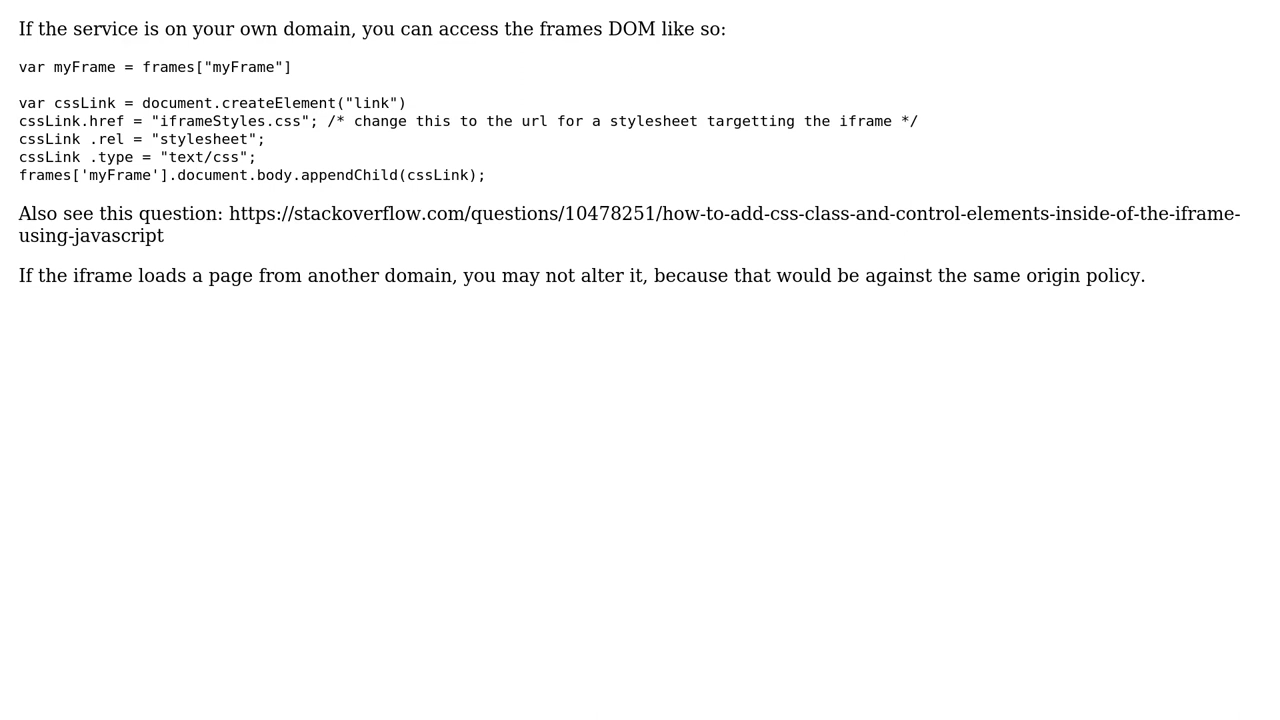 If the service is on your own domain, you can access the frames DOM like so:
var myFrame = frames["myFrame"]
var cssLink = document.createElement("link")
cssLink.href = "iframeStyles.css"; /* change this to the url for a stylesheet targetting the iframe */
cssLink .rel = "stylesheet";
cssLink .type = "text/css";
frames['myFrame'].document.body.appendChild(cssLink);
Also see this question: https://stackoverflow.com/questions/10478251/how-to-add-css-class-and-control-elements-inside-of-the-iframe-
using-javascript
If the iframe loads a page from another domain, you may not alter it, because that would be against the same origin policy.